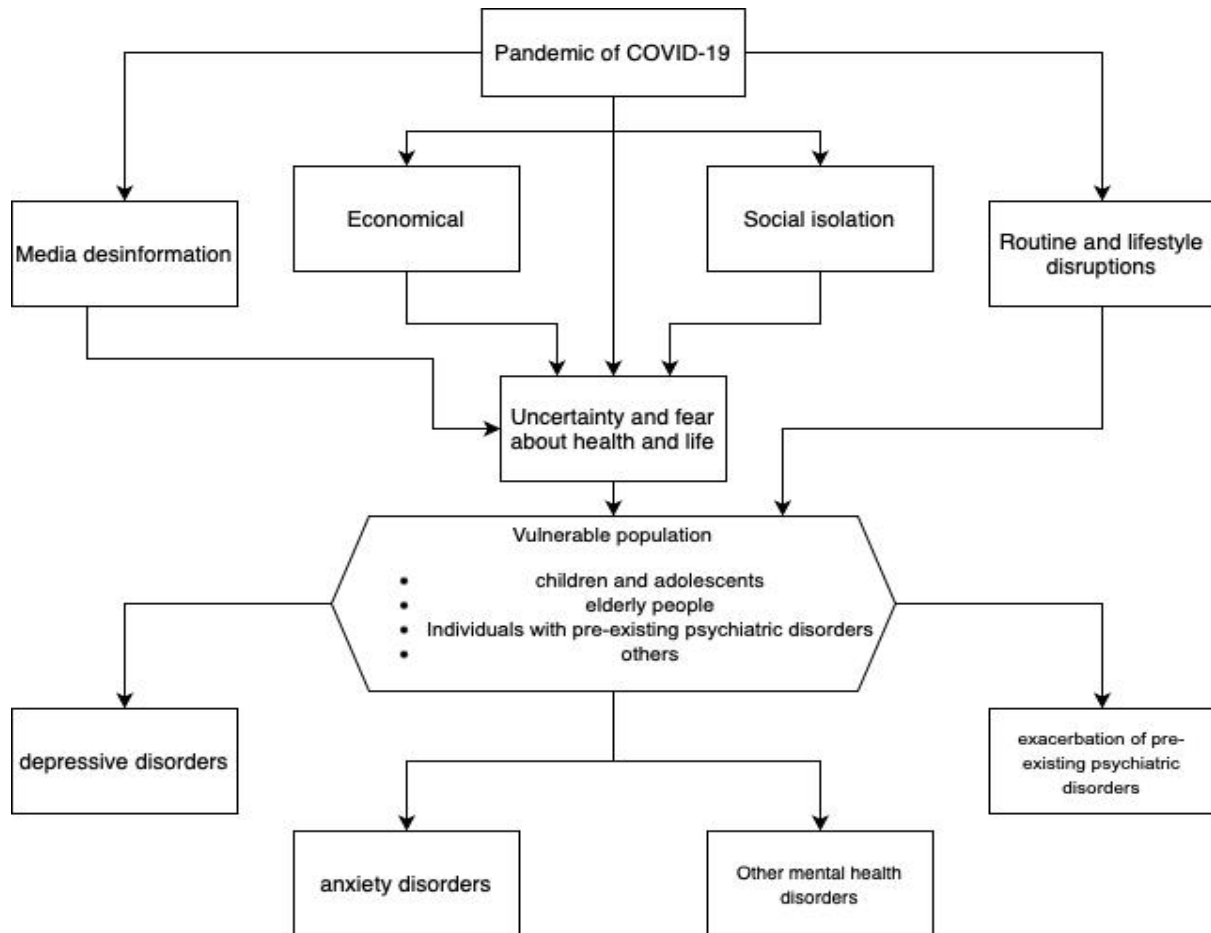 Pandemic of COVID-19
Economical
Social isolation
Media desinformation
Routine and lifestyle
disruptions
Uncertainty and fear
about health and life
Vulnerable population
• children and adolescents
• elderly people
• Individuals with pre-existing psychiatric disorders
• others
depressive disorders
exacerbation of pre-
existing psychiatric
disorders
anxiety disorders
Other mental health
disorders